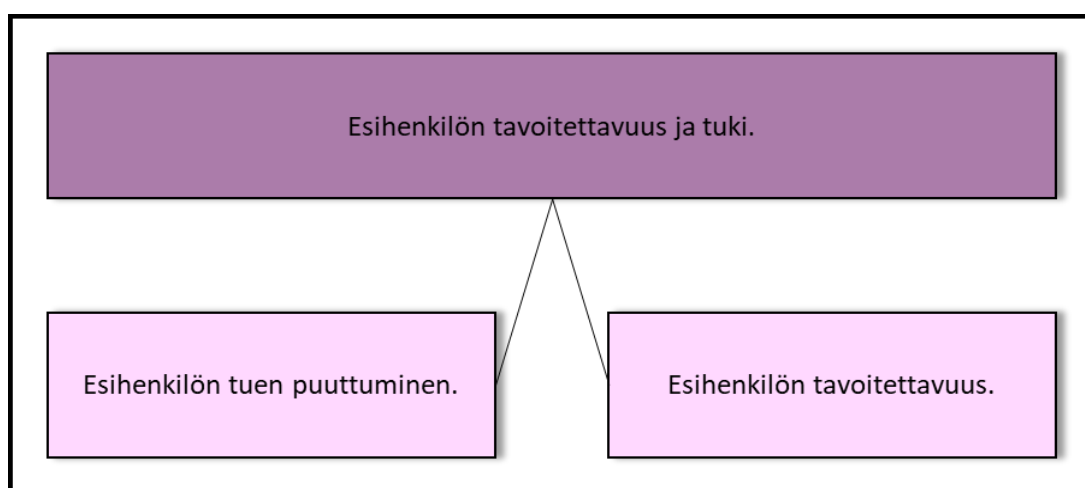 Esihenkilön tavoitettavuus ja tuki.
Esihenkilön tuen puuttuminen.
Esihenkilön tavoitettavuus.